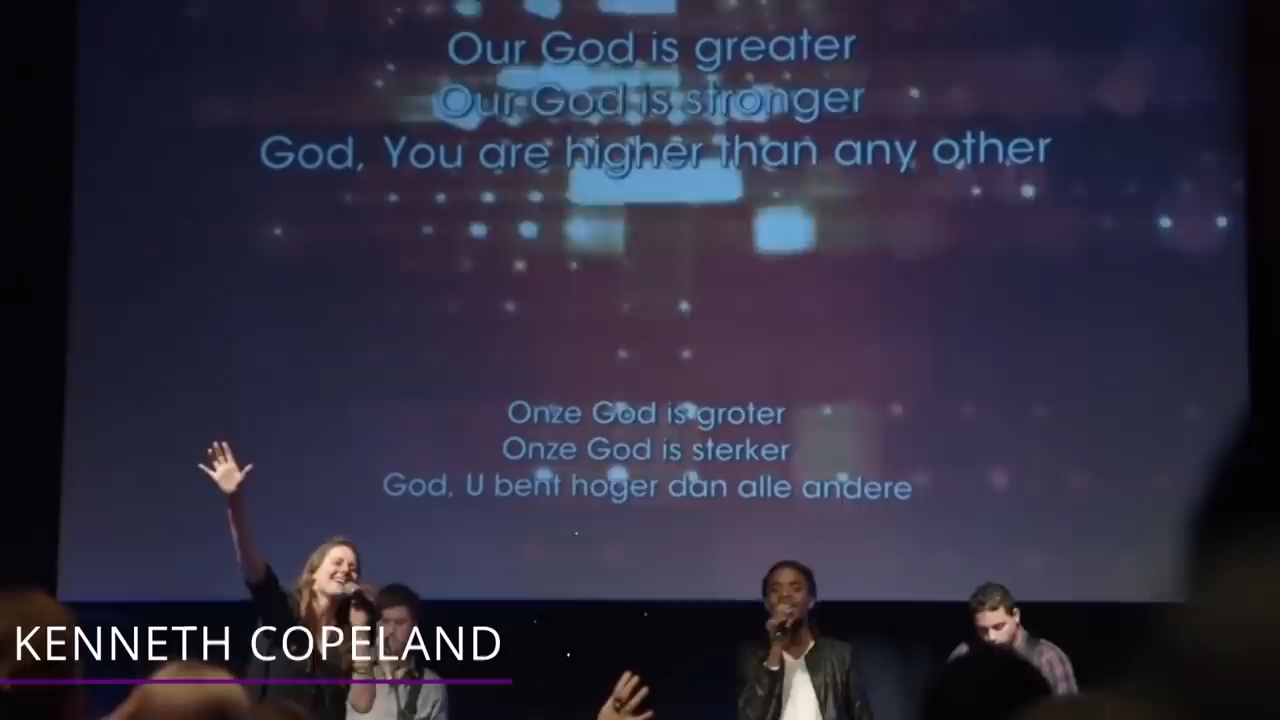 Our God is greater
Our God is stronger
God, You are higher than any other
Onze God is groter
Onze God is sterker
God, U bent hoger dan alle andere
KENNETH COPELAND